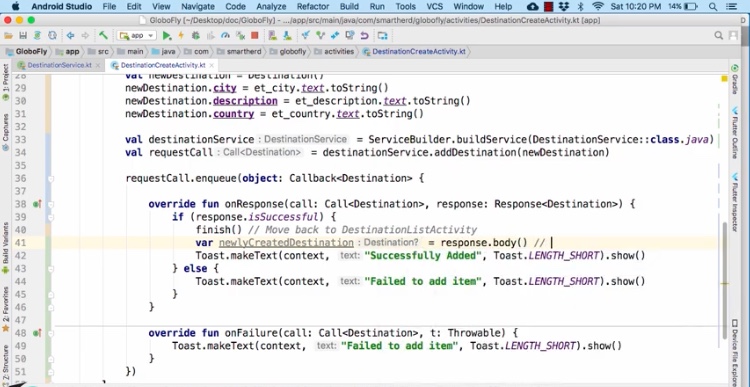 Android Studio File Edit View Navigate Code Analyze Refactor Build Run Tools VCS Window Help 14% Sat 10:20 PM
GloboFly [~/Desktop/doc/GloboFly] - .../app/src/main/java/com/smartherd/globofly/activities/DestinationCreateActivity.kt [app]
app
GloboFly app src main java com smartherd globofly activities DestinationCreateActivity.kt
DestinationService.kt DestinationCreateActivity.kt
28 val newDestination = Destination()
29 newDestination.city = et_city.text.toString()
30 newDestination.description = et_description.text.toString()
31 newDestination.country = et_country.text.toString()
32
33 val destinationService : DestinationService = ServiceBuilder.buildService(DestinationService::class.java)
34 val requestCall : Call<Destination> = destinationService.addDestination(newDestination)
35
36 requestCall.enqueue(object: Callback<Destination> {
37
38 override fun onResponse(call: Call<Destination>, response: Response<Destination>) {
39 if (response.isSuccessful) {
40 finish() // Move back to DestinationListActivity
41 var newlyCreatedDestination : Destination? = response.body() //
42 Toast.makeText(context, text: "Successfully Added", Toast.LENGTH_SHORT).show()
43 } else {
44 Toast.makeText(context, text: "Failed to add item", Toast.LENGTH_SHORT).show()
45 }
46 }
47
48 override fun onFailure(call: Call<Destination>, t: Throwable) {
49 Toast.makeText(context, text: "Failed to add item", Toast.LENGTH_SHORT).show()
50 }
51 })
1: Project
Captures
Build Variants
2: Favorites
Z: Structure
Gradle
Flutter Outline
Flutter Inspector
Device File Explorer